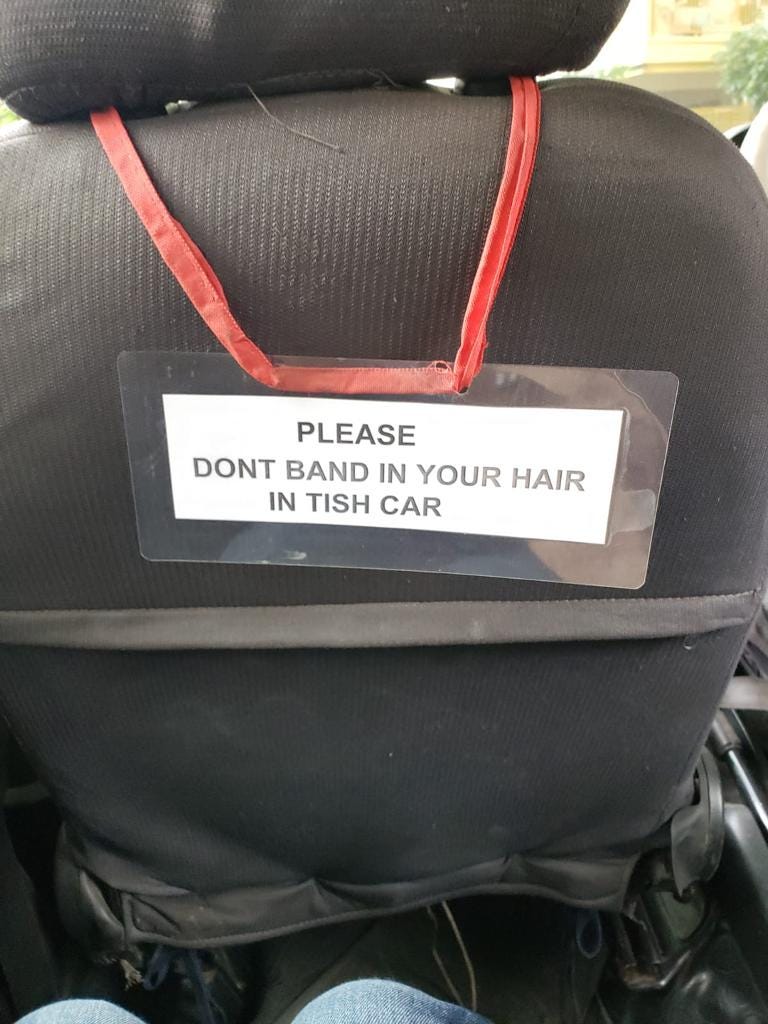 PLEASE
DONT BAND IN YOUR HAIR
IN TISH CAR